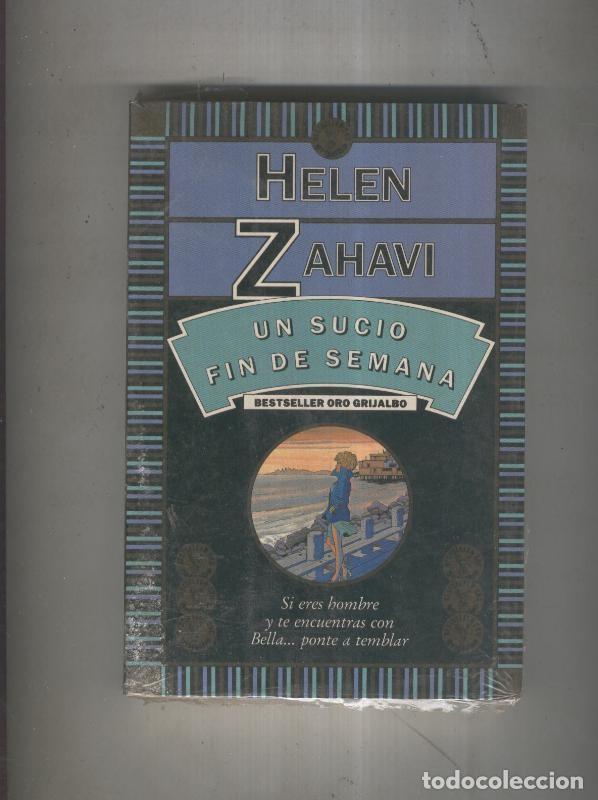 HELEN
ZAHAVI
UN SUCIO
FIN DE SEMANA
BESTSELLER ORO GRIJALBO
Si eres hombre
y te encuentras con
Bella... ponte a temblar
todocoleccion